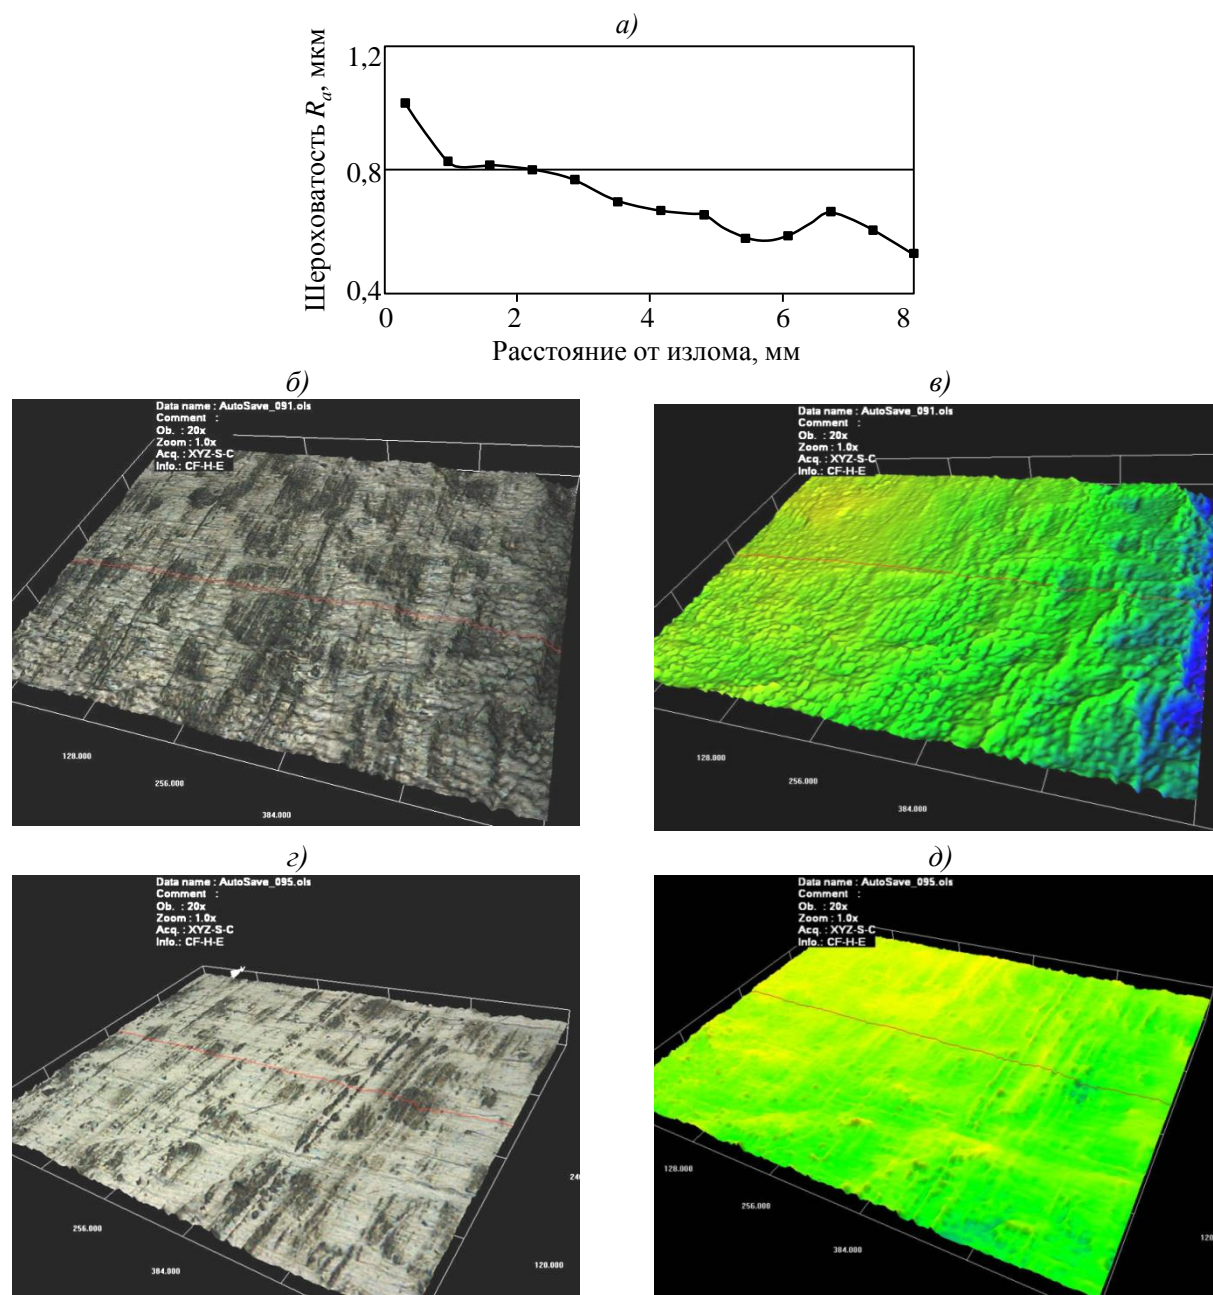 а)
Шероховатость Ra, мкм
1,2
0,8
0,4
0 2 4 6 8
Расстояние от излома, мм
б)
в)
Data name : AutoSave_091.ols
Comment :
Ob. : 20x
Zoom : 1.0x
Acq. : XYZ-S-C
Info.: CF-H-E
128.000
256.000
384.000
Data name : AutoSave_091.ols
Comment :
Ob. : 20x
Zoom : 1.0x
Acq. : XYZ-S-C
Info.: CF-H-E
128.000
256.000
384.000
г)
д)
Data name : AutoSave_095.ols
Comment :
Ob. : 20x
Zoom : 1.0x
Acq. : XYZ-S-C
Info.: CF-H-E
256.000
384.000
120.000
Data name : AutoSave_095.ols
Comment :
Ob. : 20x
Zoom : 1.0x
Acq. : XYZ-S-C
Info.: CF-H-E
128.000
256.000
384.000